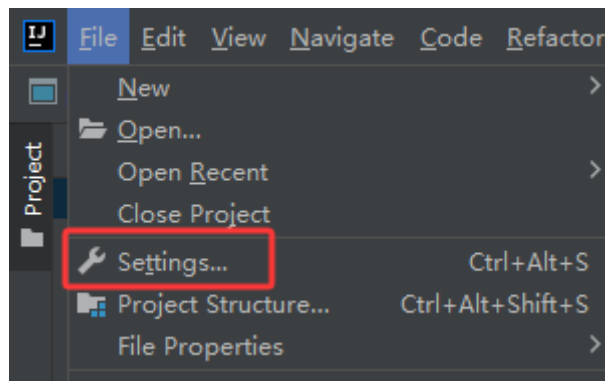 IJ
File Edit View Navigate Code Refactor
New
Open...
Open Recent
Close Project
Settings... Ctrl+Alt+S
Project Structure... Ctrl+Alt+Shift+S
File Properties
Project